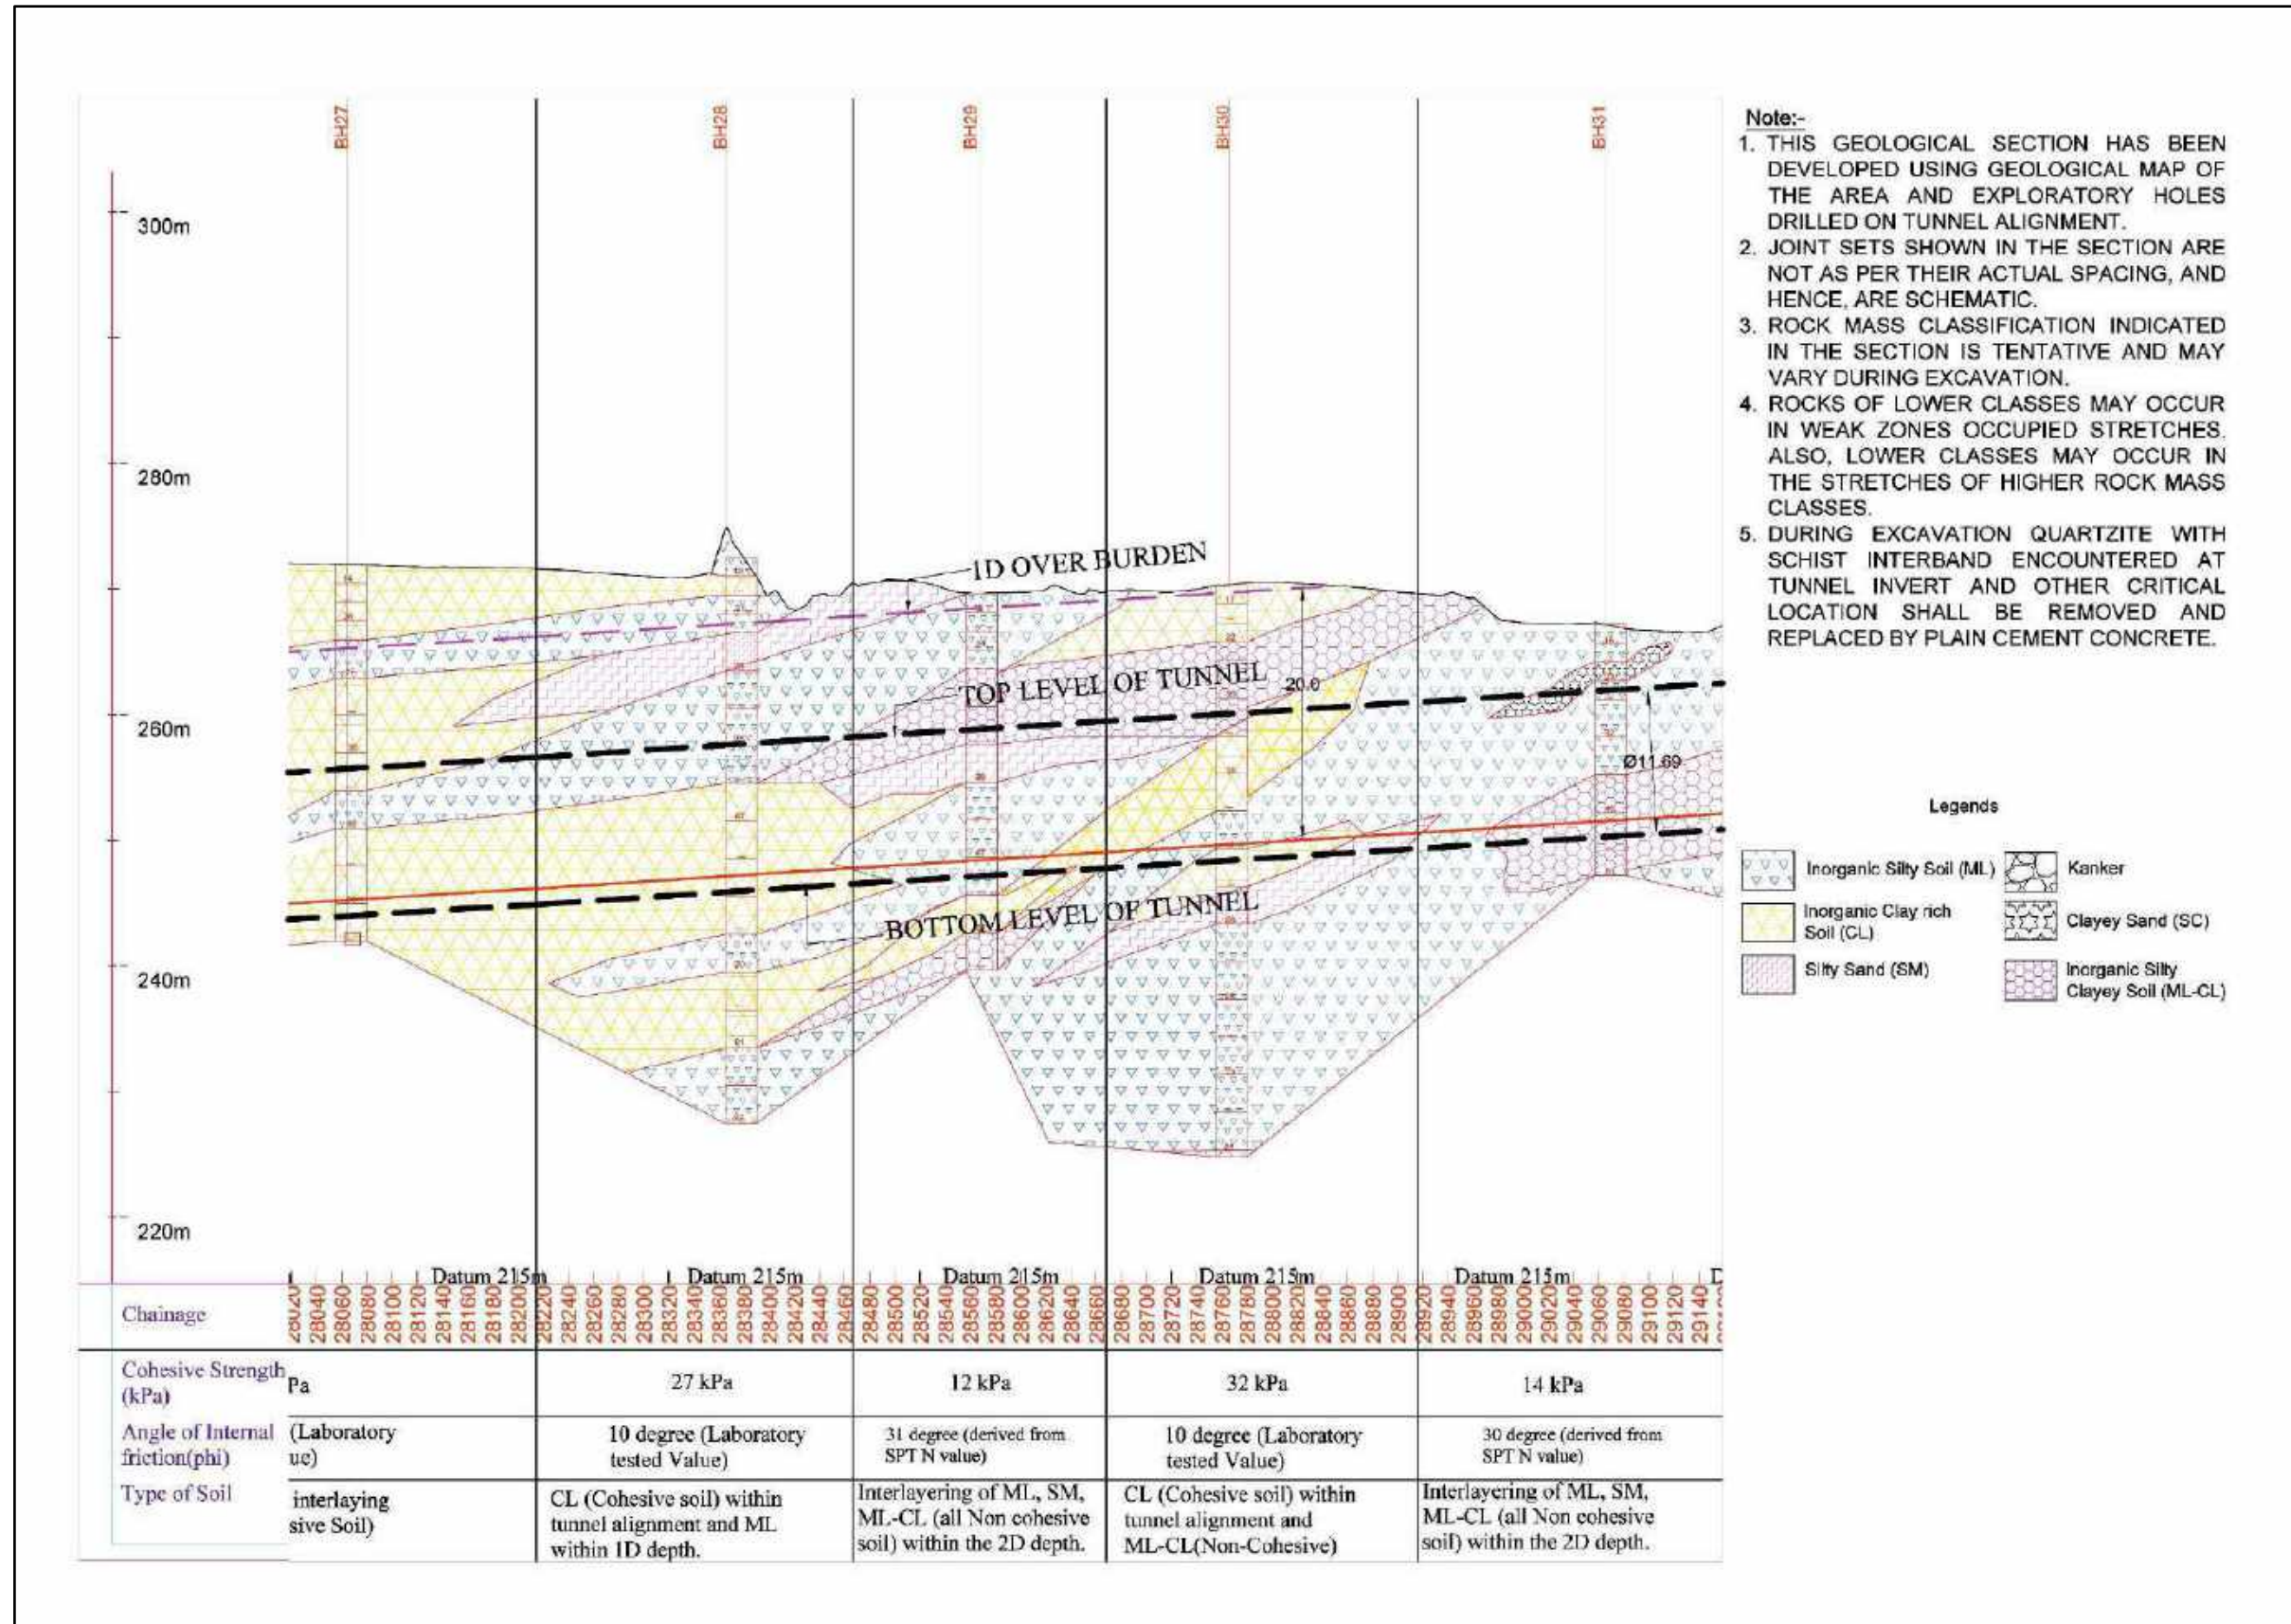 BH27
BH28
BH29
BH30
BH31
300m
280m
260m
240m
220m
1D OVER BURDEN
TOP LEVEL OF TUNNEL
20.0
Ø11.69
BOTTOM LEVEL OF TUNNEL
Datum 215m
Datum 215m
Datum 215m
Datum 215m
Datum 215m
Chainage
28020 28040 28060 28080 28100 28120 28140 28160 28180 28200 28220 28240 28260 28280 28300 28320 28340 28360 28380 28400 28420 28440 28460 28480 28500 28520 28540 28560 28580 28600 28620 28640 28660 28680 28700 28720 28740 28760 28780 28800 28820 28840 28860 28880 28900 28920 28940 28960 28980 29000 29020 29040 29060 29080 29100 29120 29140
Cohesive Strength
(kPa)
Pa
27 kPa
12 kPa
32 kPa
14 kPa
Angle of Internal
friction(phi)
(Laboratory
ue)
10 degree (Laboratory
tested Value)
31 degree (derived from
SPT N value)
10 degree (Laboratory
tested Value)
30 degree (derived from
SPT N value)
Type of Soil
interlaying
sive Soil)
CL (Cohesive soil) within
tunnel alignment and ML
within 1D depth.
Interlayering of ML, SM,
ML-CL (all Non cohesive
soil) within the 2D depth.
CL (Cohesive soil) within
tunnel alignment and
ML-CL(Non-Cohesive)
Interlayering of ML, SM,
ML-CL (all Non cohesive
soil) within the 2D depth.
Note:-
1. THIS GEOLOGICAL SECTION HAS BEEN
DEVELOPED USING GEOLOGICAL MAP OF
THE AREA AND EXPLORATORY HOLES
DRILLED ON TUNNEL ALIGNMENT.
2. JOINT SETS SHOWN IN THE SECTION ARE
NOT AS PER THEIR ACTUAL SPACING, AND
HENCE, ARE SCHEMATIC.
3. ROCK MASS CLASSIFICATION INDICATED
IN THE SECTION IS TENTATIVE AND MAY
VARY DURING EXCAVATION.
4. ROCKS OF LOWER CLASSES MAY OCCUR
IN WEAK ZONES OCCUPIED STRETCHES.
ALSO, LOWER CLASSES MAY OCCUR IN
THE STRETCHES OF HIGHER ROCK MASS
CLASSES.
5. DURING EXCAVATION QUARTZITE WITH
SCHIST INTERBAND ENCOUNTERED AT
TUNNEL INVERT AND OTHER CRITICAL
LOCATION SHALL BE REMOVED AND
REPLACED BY PLAIN CEMENT CONCRETE.
Legends
Inorganic Silty Soil (ML)
Kanker
Inorganic Clay rich
Soil (CL)
Clayey Sand (SC)
Silty Sand (SM)
Inorganic Silty
Clayey Soil (ML-CL)